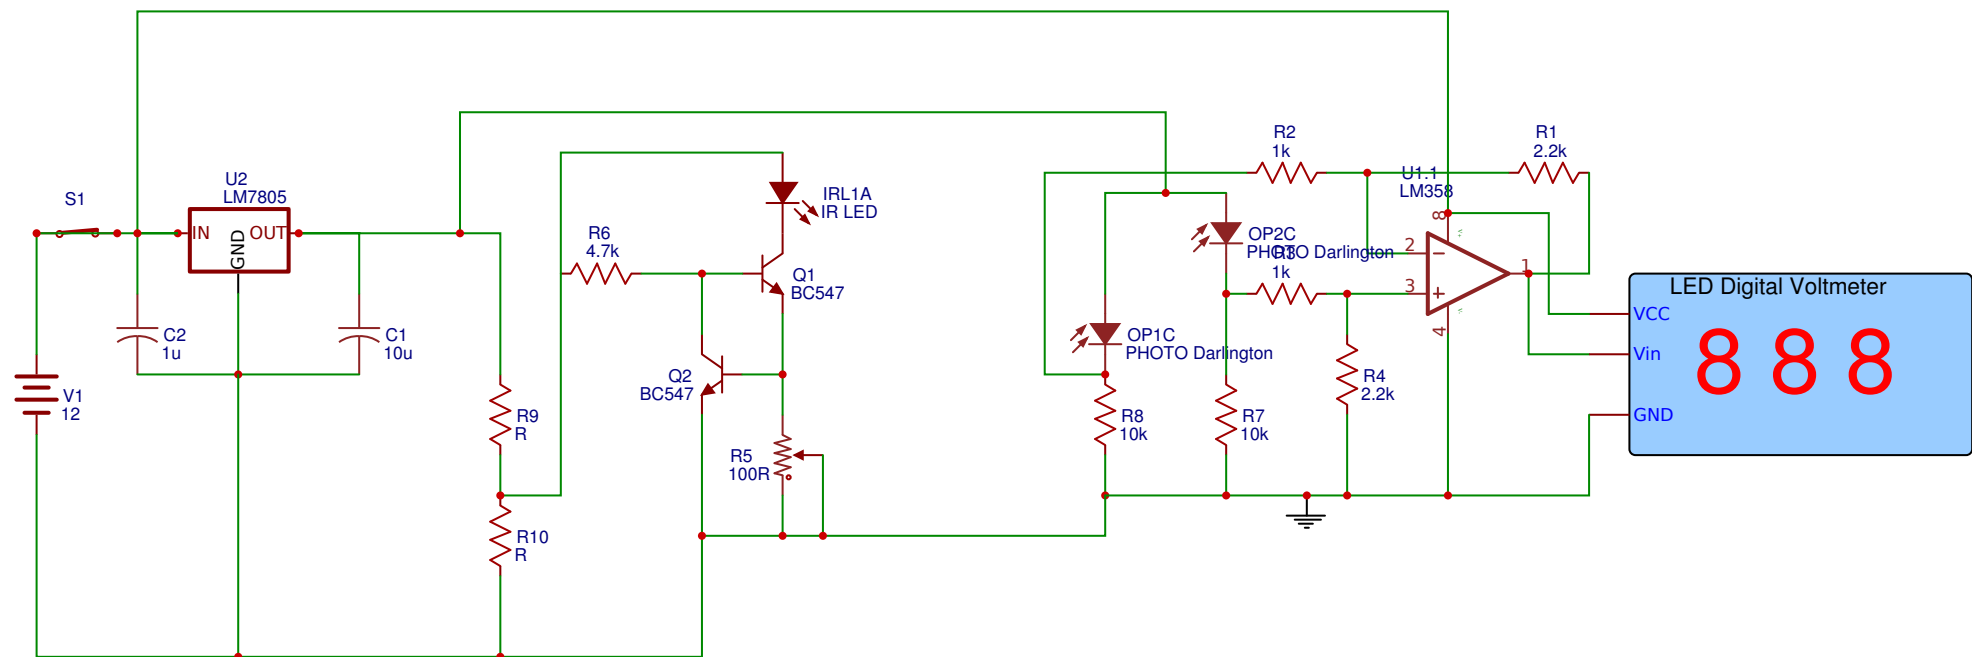 S1
U2
LM7805
IN
OUT
GND
C2
1u
C1
10u
V1
12
R9
R
R10
R
R6
4.7k
IRL1A
IR LED
Q1
BC547
Q2
BC547
R5
100R
R2
1k
R1
2.2k
U1.1
LM358
8
2
3
1
4
OP2C
PHOTO Darlington
R3
1k
OP1C
PHOTO Darlington
R8
10k
R7
10k
R4
2.2k
LED Digital Voltmeter
VCC
Vin
GND
8 8 8